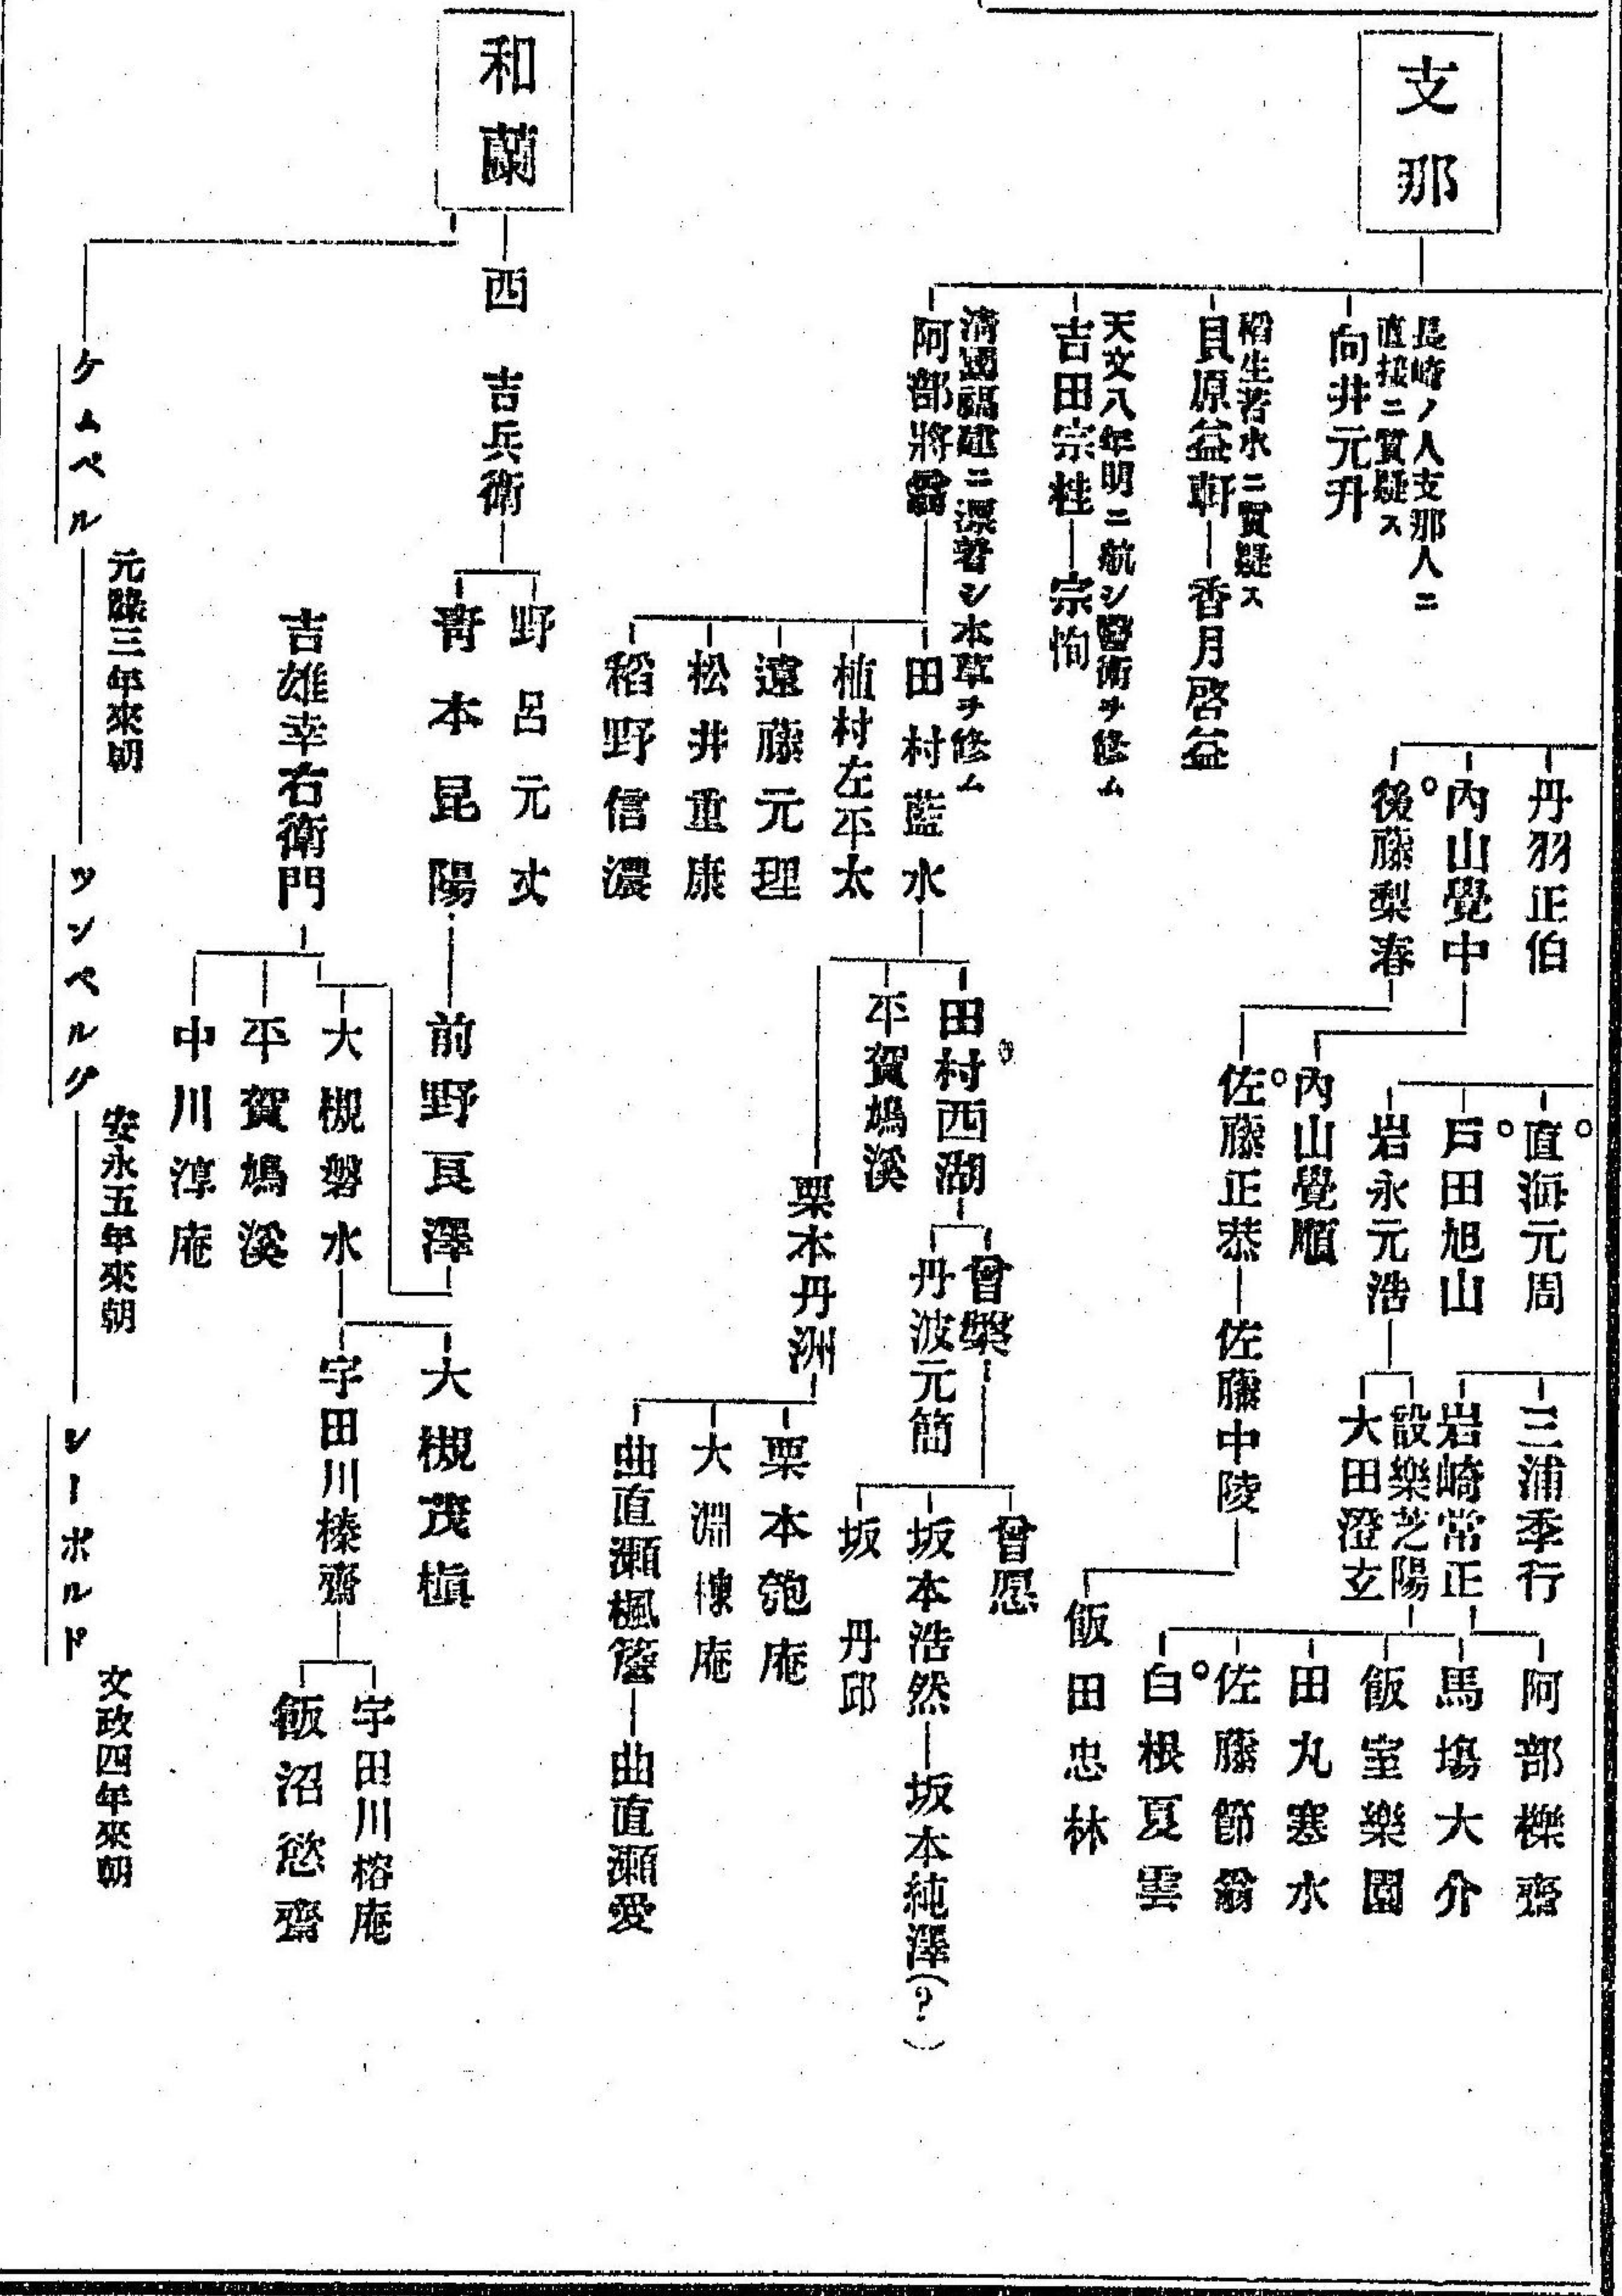 支那
長崎ノ人支那人ニ
直接ニ質疑ス
向井元升
稻生若水ニ質疑ス
貝原益軒―香月啓益
天文八年明ニ航シ醫術ヲ修ム
吉田宗桂―宗恂
淸國福建ニ漂着シ本草ヲ修ム
阿部將翁
丹羽正伯
內山覺中
後藤梨春
直海元周
戸田旭山
岩永元浩
內山覺順
佐藤正恭―佐藤中陵
三浦季行
岩崎常正
設樂芝陽
大田澄玄
阿部櫟齋
馬塲大介
飯室樂園
田丸寒水
佐藤節翁
白根夏雲
飯田忠林
田村藍水
植村左平太
遠藤元理
松井重康
稻野信濃
田村西湖
平賀鳩溪
栗本丹洲
曾槃
丹波元簡
曾愿
坂本浩然―坂本純澤(?)
坂丹邱
栗本匏庵
大淵棟庵
曲直瀬楓簷―曲直瀬愛
和蘭
西吉兵衛
野呂元丈
靑本昆陽―前野良澤
吉雄幸右衛門
大槻磐水
平賀鳩溪
中川淳庵
大槻茂楨
宇田川榛齋
宇田川榕庵
飯沼慾齋
ケムペル
元祿三年來朝
ツンベルグ
安永五年來朝
シーボルド
文政四年來朝